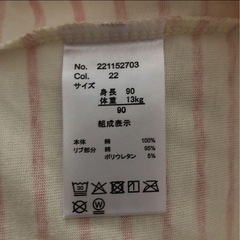 No. 221152703
Col. 22
サイズ
身長 90
体重 13kg
90
組成表示
本体 綿 100%
リブ部分 綿 95%
ポリウレタン 5%